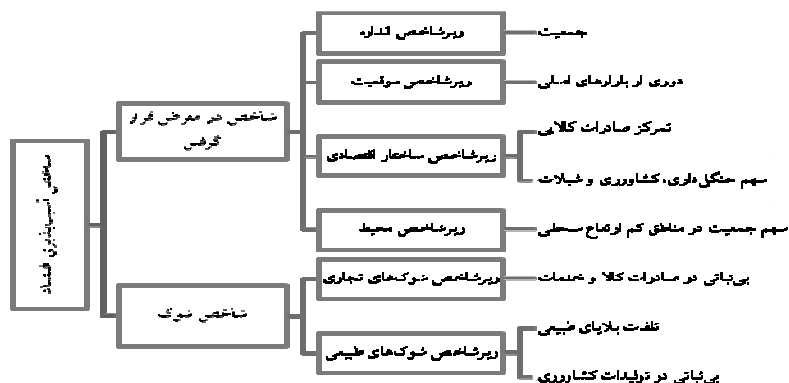 شاخص آسیب‌پذیری اقتصاد
شاخص در معرض قرار
گرفتن
زیرشاخص اندازه
جمعیت
زیرشاخص موقعیت
دوری از بازارهای اصلی
زیرشاخص ساختار اقتصادی
تمرکز صادرات کالایی
سهم جنگل‌داری، کشاورزی و شیلات
زیرشاخص محیط
سهم جمعیت در مناطق کم ارتفاع سطحی
شاخص شوک
زیرشاخص شوک‌های تجاری
بی‌ثباتی در صادرات کالا و خدمات
زیرشاخص شوک‌های طبیعی
تلفات بلایای طبیعی
بی‌ثباتی در تولیدات کشاورزی